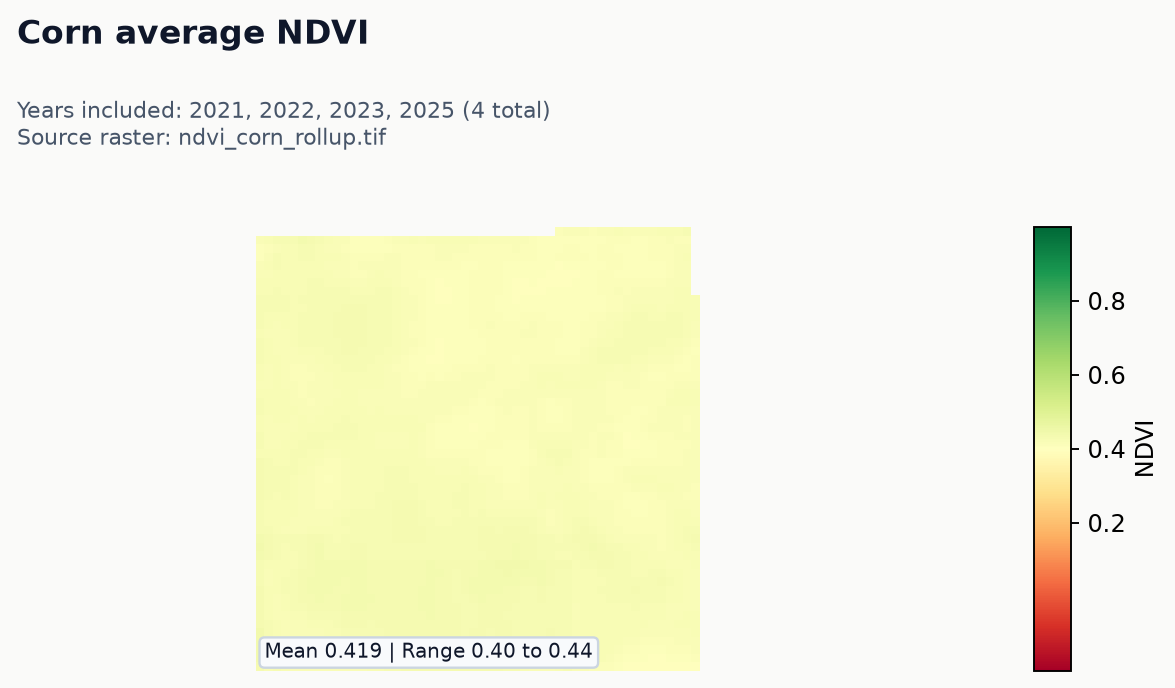 Corn average NDVI
Years included: 2021, 2022, 2023, 2025 (4 total)
Source raster: ndvi_corn_rollup.tif
0.8
0.6
0.4
0.2
NDVI
Mean 0.419 | Range 0.40 to 0.44